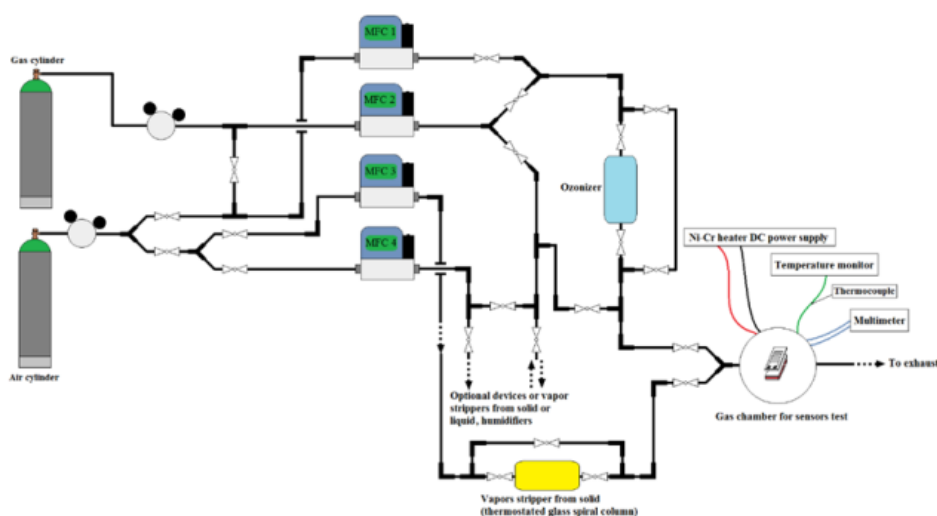 MFC 1
Gas cylinder
MFC 2
MFC 3
Ozonizer
MFC 4
Ni-Cr heater DC power supply
Temperature monitor
Thermocouple
Multimeter
To exhaust
Air cylinder
Optional devices or vapor
strippers from solid or
liquid, humidifiers
Gas chamber for sensors test
Vapors stripper from solid
(thermostated glass spiral column)